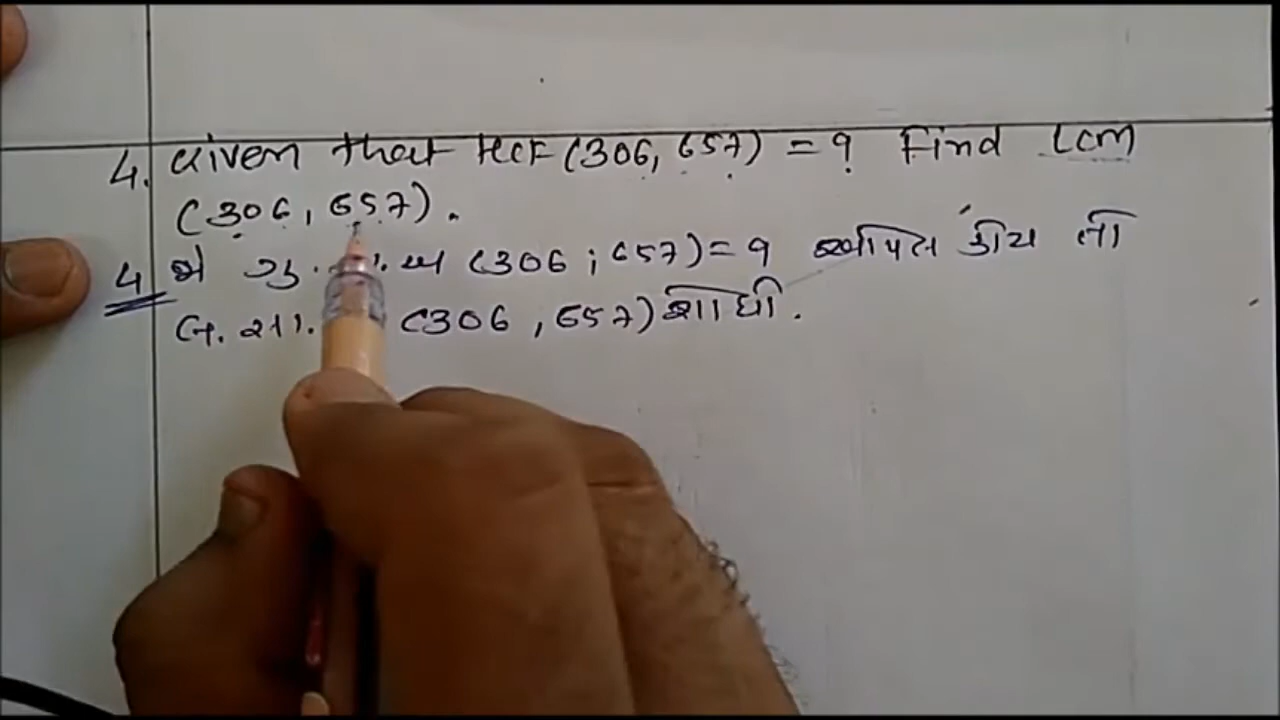 4. Given that HCF (306, 657) = 9 Find LCM
(306, 657).
4 જો ગુ. અ (306 ; 657) = 9 આપેલ હોય તો
લ. સા. (306 , 657) શોધો.